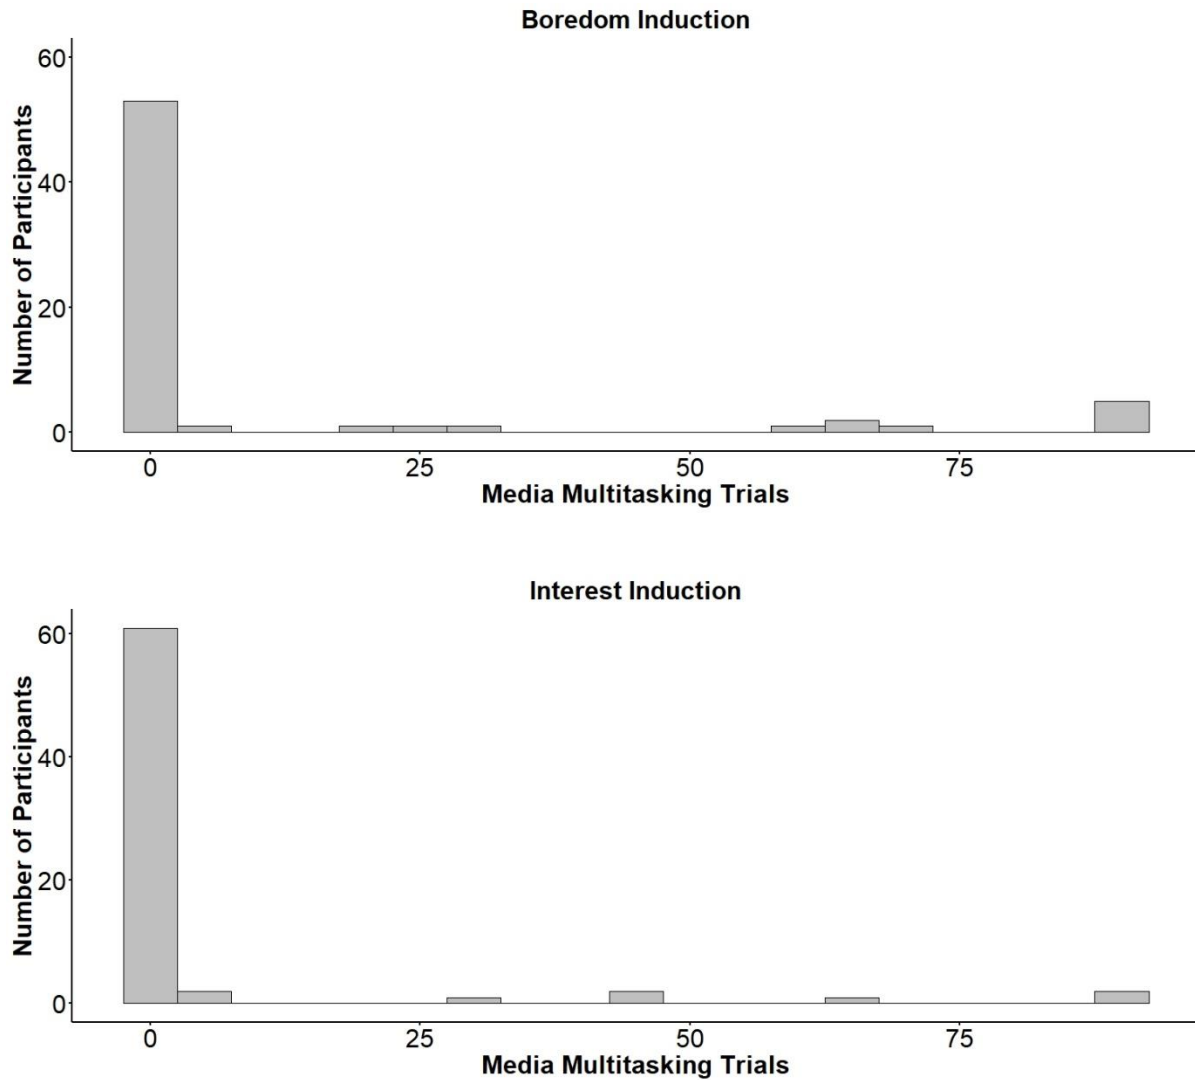 Boredom Induction
Number of Participants
60
40
20
0
0 25 50 75
Media Multitasking Trials
Interest Induction
Number of Participants
60
40
20
0
0 25 50 75
Media Multitasking Trials